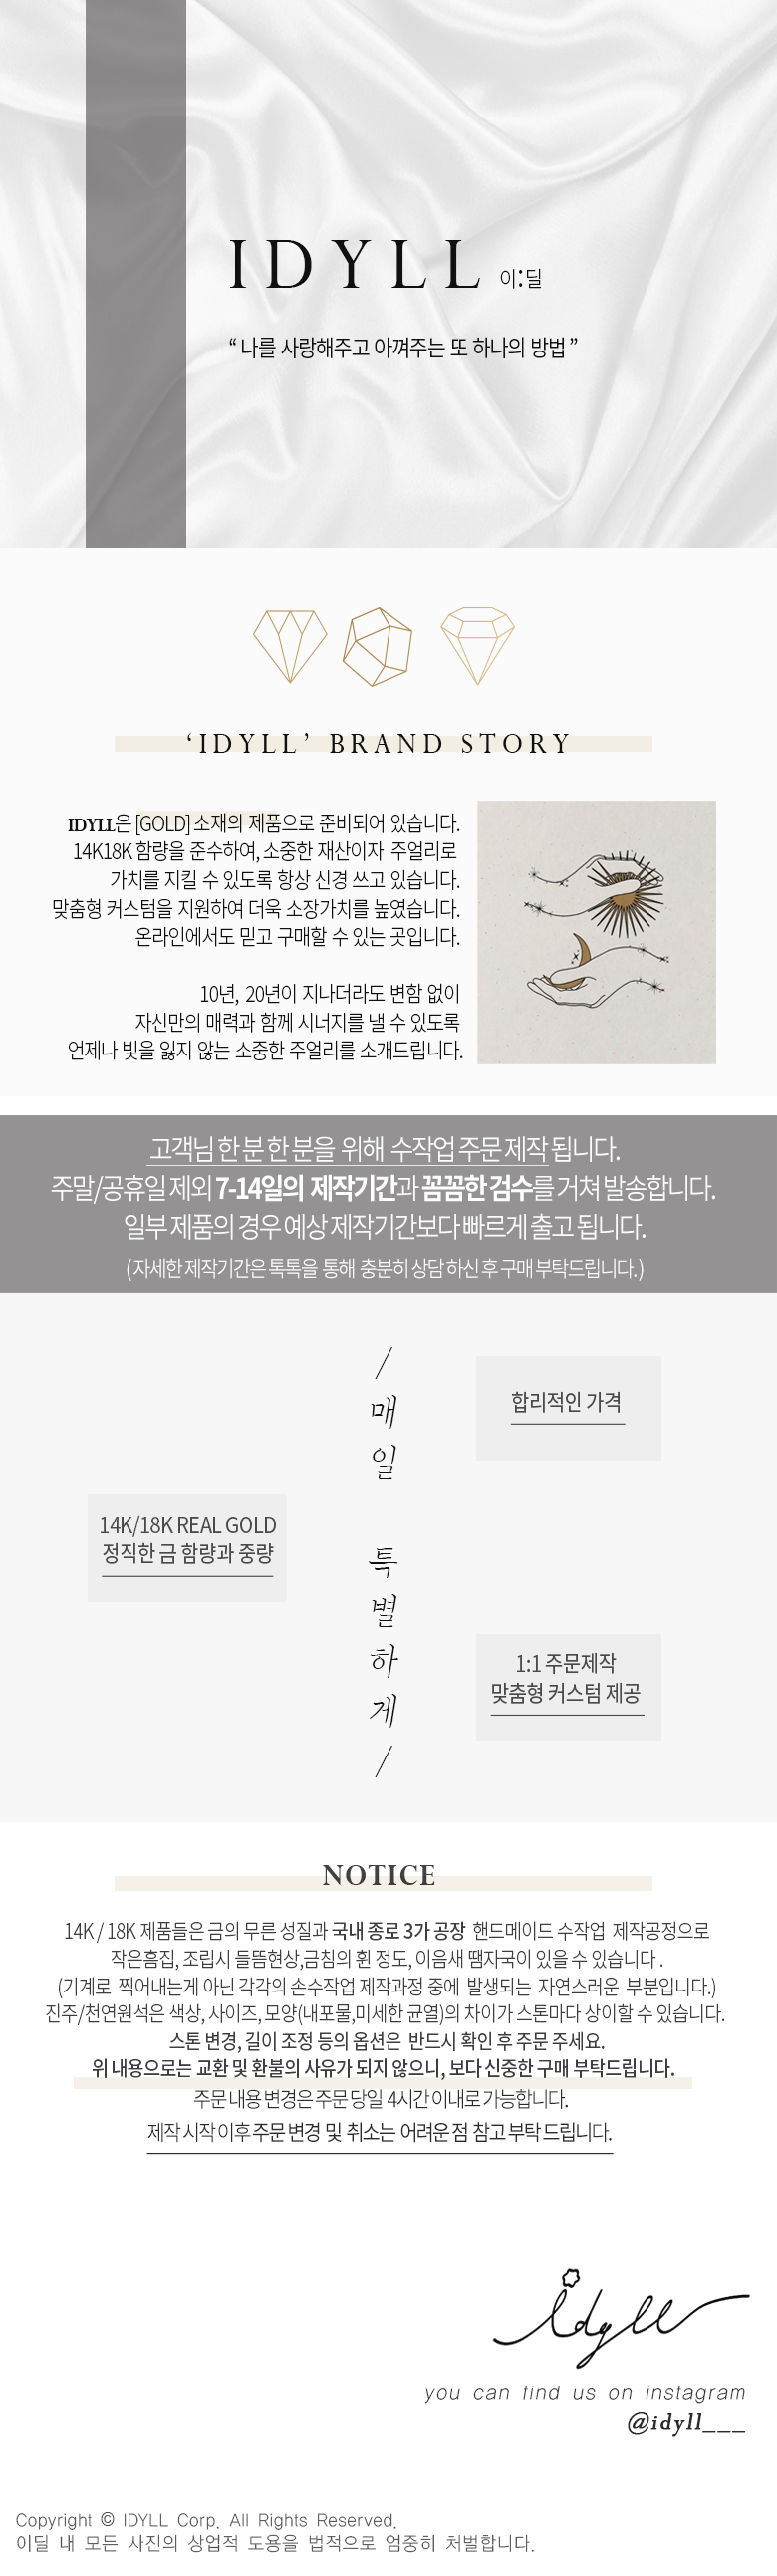 IDYLL 이:딜
“ 나를 사랑해주고 아껴주는 또 하나의 방법 ”
‘IDYLL’ BRAND STORY
IDYLL은 [GOLD] 소재의 제품으로 준비되어 있습니다.
14K18K 함량을 준수하여, 소중한 재산이자 주얼리로
가치를 지킬 수 있도록 항상 신경 쓰고 있습니다.
맞춤형 커스텀을 지원하여 더욱 소장가치를 높였습니다.
온라인에서도 믿고 구매할 수 있는 곳입니다.
10년, 20년이 지나더라도 변함 없이
자신만의 매력과 함께 시너지를 낼 수 있도록
언제나 빛을 잃지 않는 소중한 주얼리를 소개드립니다.
고객님 한 분 한 분을 위해 수작업 주문 제작 됩니다.
주말/공휴일 제외 7-14일의 제작기간과 꼼꼼한 검수를 거쳐 발송합니다.
일부 제품의 경우 예상 제작기간보다 빠르게 출고 됩니다.
(자세한 제작기간은 톡톡을 통해 충분히 상담 하신 후 구매 부탁드립니다.)
/매일 특별하게/
합리적인 가격
14K/18K REAL GOLD
정직한 금 함량과 중량
1:1 주문제작
맞춤형 커스텀 제공
NOTICE
14K / 18K 제품들은 금의 무른 성질과 국내 종로 3가 공장 핸드메이드 수작업 제작공정으로
작은흠집, 조립시 들뜸현상,금침의 휜 정도, 이음새 땜자국이 있을 수 있습니다 .
(기계로 찍어내는게 아닌 각각의 손수작업 제작과정 중에 발생되는 자연스러운 부분입니다.)
진주/천연원석은 색상, 사이즈, 모양(내포물,미세한 균열)의 차이가 스톤마다 상이할 수 있습니다.
스톤 변경, 길이 조정 등의 옵션은 반드시 확인 후 주문 주세요.
위 내용으로는 교환 및 환불의 사유가 되지 않으니, 보다 신중한 구매 부탁드립니다.
주문 내용 변경은 주문 당일 4시간 이내로 가능합니다.
제작 시작 이후 주문 변경 및 취소는 어려운 점 참고 부탁 드립니다.
idyll
you can find us on instagram
@idyll___
Copyright © IDYLL Corp. All Rights Reserved.
이딜 내 모든 사진의 상업적 도용을 법적으로 엄중히 처벌합니다.